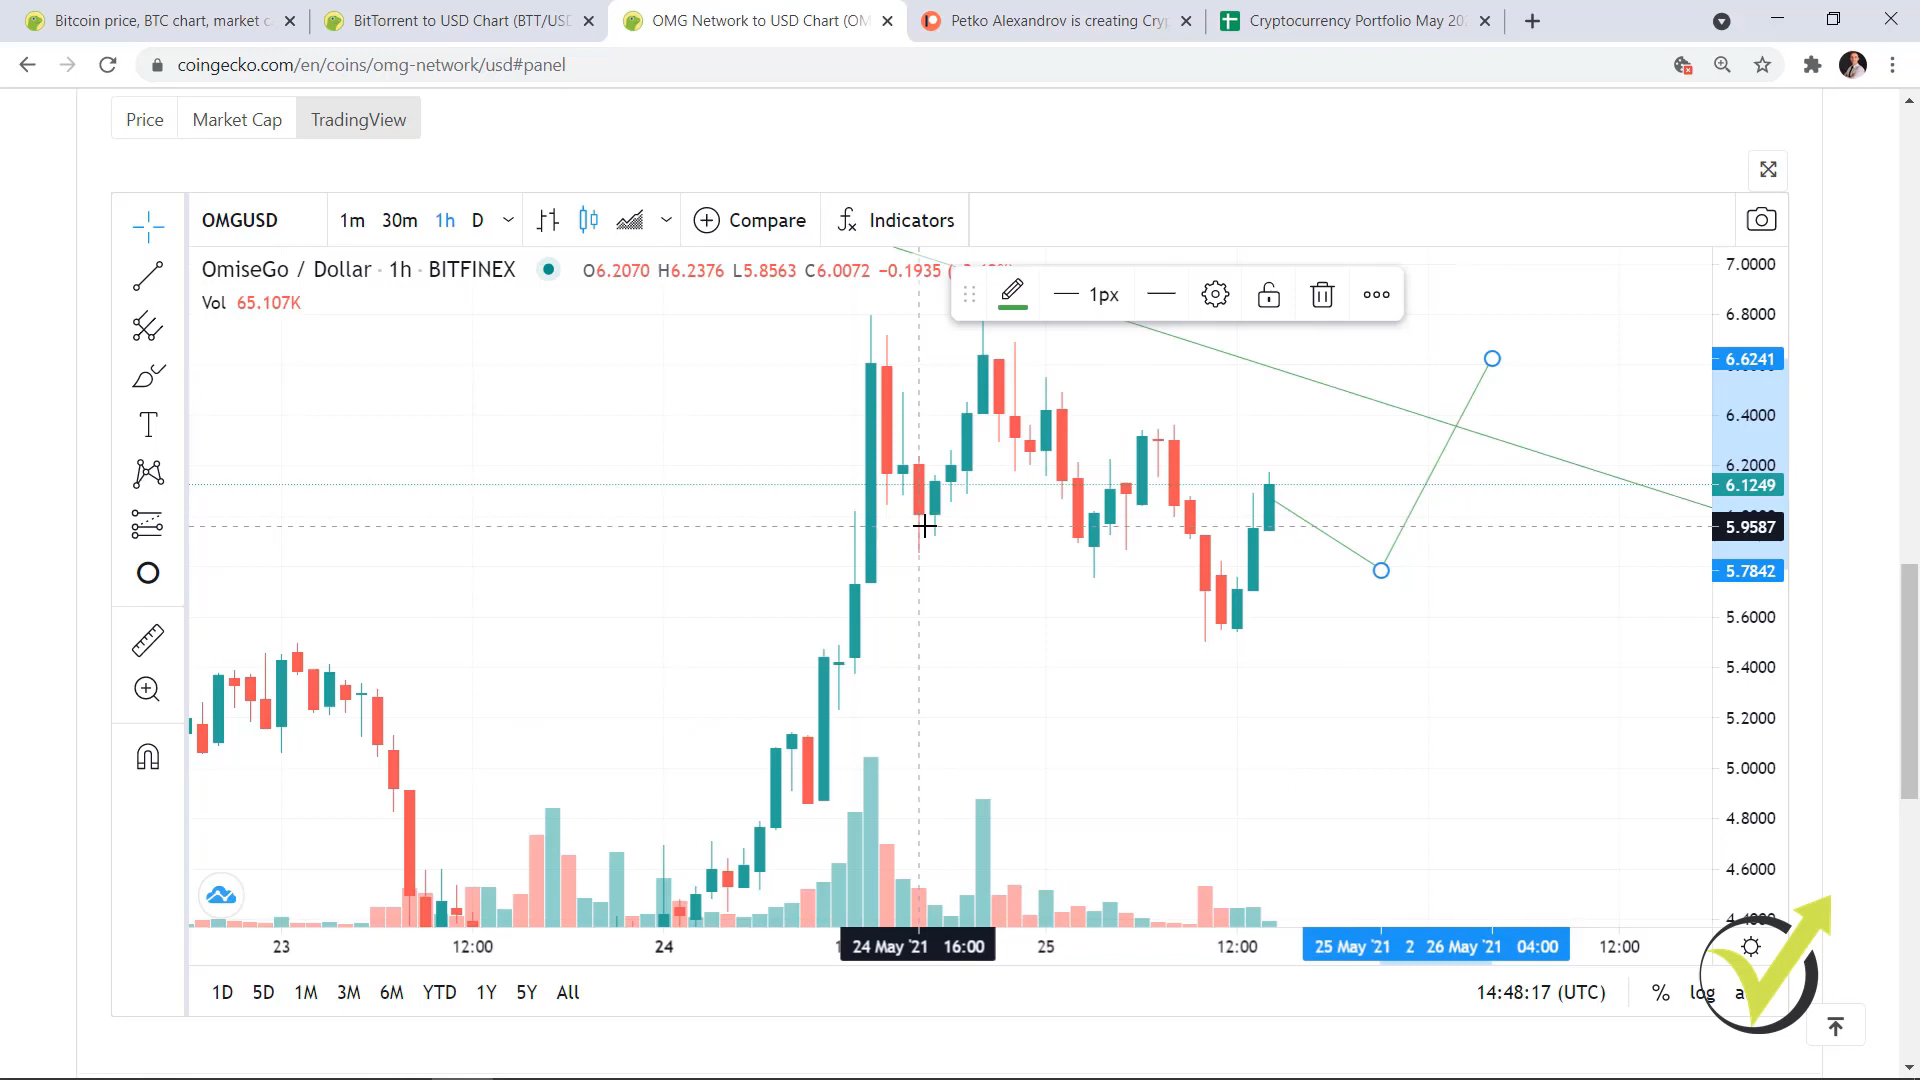 Bitcoin price, BTC chart, market c
BitTorrent to USD Chart (BTT/USD
OMG Network to USD Chart (OM
Petko Alexandrov is creating Cry
Cryptocurrency Portfolio May 20
coingecko.com/en/coins/omg-network/usd#panel
Price Market Cap TradingView
OMGUSD 1m 30m 1h D Compare Indicators
OmiseGo / Dollar · 1h · BITFINEX O6.2070 H6.2376 L5.8563 C6.0072 −0.1935
Vol 65.107K
1px
7.0000
6.8000
6.6241
6.4000
6.2000
6.1249
5.9587
5.7842
5.6000
5.4000
5.2000
5.0000
4.8000
4.6000
4.4000
23 12:00 24 24 May '21 16:00 25 12:00 25 May '21 2 26 May '21 04:00 12:00
1D 5D 1M 3M 6M YTD 1Y 5Y All 14:48:17 (UTC) % log